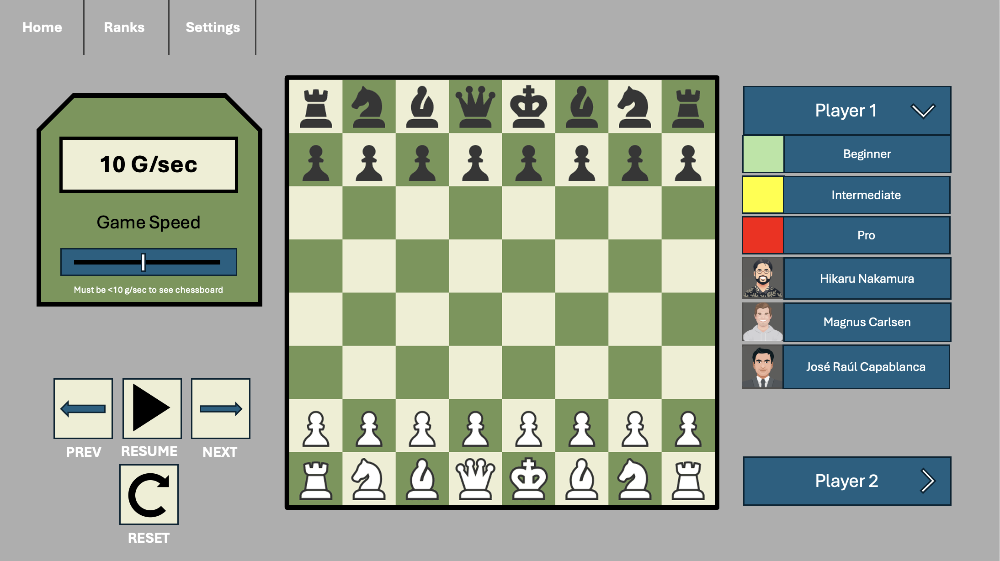 Home
Ranks
Settings
10 G/sec
Game Speed
Must be <10 g/sec to see chessboard
PREV
RESUME
NEXT
RESET
Player 1
Beginner
Intermediate
Pro
Hikaru Nakamura
Magnus Carlsen
José Raúl Capablanca
Player 2